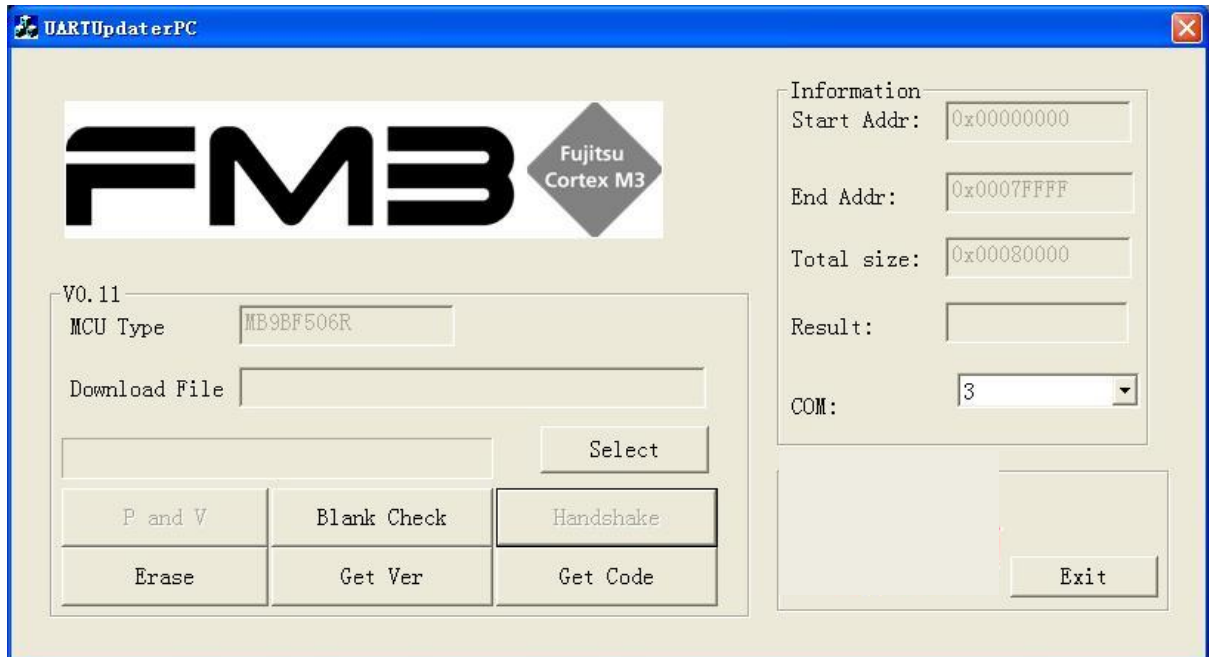 UARTUpdaterPC
FM3
Fujitsu
Cortex M3
Information
Start Addr: 0x00000000
End Addr: 0x0007FFFF
Total size: 0x00080000
Result:
COM: 3
V0.11
MCU Type MB9BF506R
Download File
Select
P and V Blank Check Handshake
Erase Get Ver Get Code
Exit